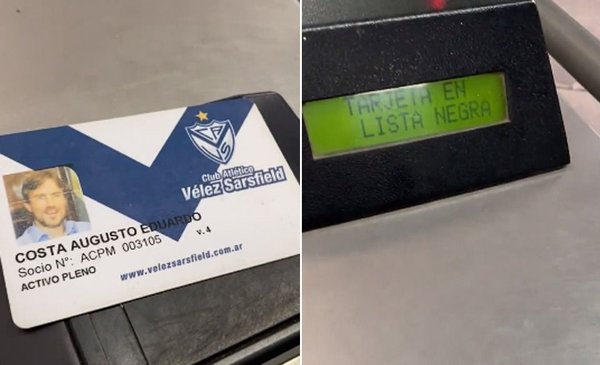 VS
Club Atlético
Vélez Sarsfield
COSTA AUGUSTO EDUARDO
Socio N°: ACPM 003105 v. 4
ACTIVO PLENO
www.velezsarsfield.com.ar
TARJETA EN
LISTA NEGRA